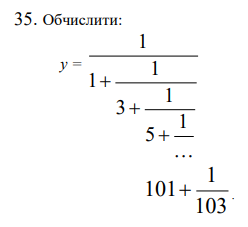 35. Обчислити:
y = 1
1 + 1
3 + 1
5 + 1
...
101 + 1
103 .